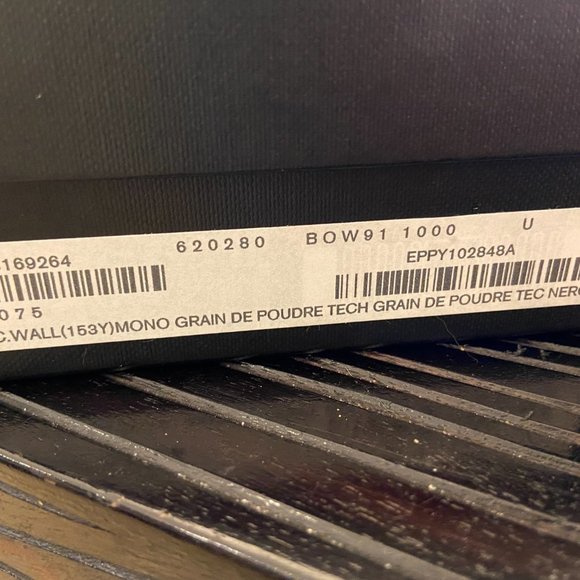 620280 BOW91 1000 U
169264 EPPY102848A
075
C.WALL(153Y)MONO GRAIN DE POUDRE TECH GRAIN DE POUDRE TEC NERO